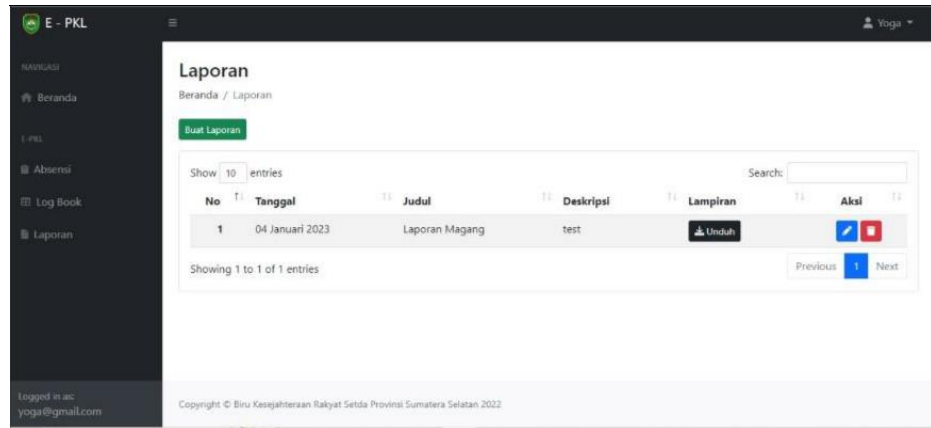 E - PKL
Yoga
NAVIGASI
Beranda
E-PKL
Absensi
Log Book
Laporan
Logged in as:
yoga@gmail.com
Laporan
Beranda / Laporan
Buat Laporan
Show 10 entries Search:
No Tanggal Judul Deskripsi Lampiran Aksi
1 04 Januari 2023 Laporan Magang test Unduh
Showing 1 to 1 of 1 entries Previous 1 Next
Copyright © Biru Kesejahteraan Rakyat Setda Provinsi Sumatera Selatan 2022